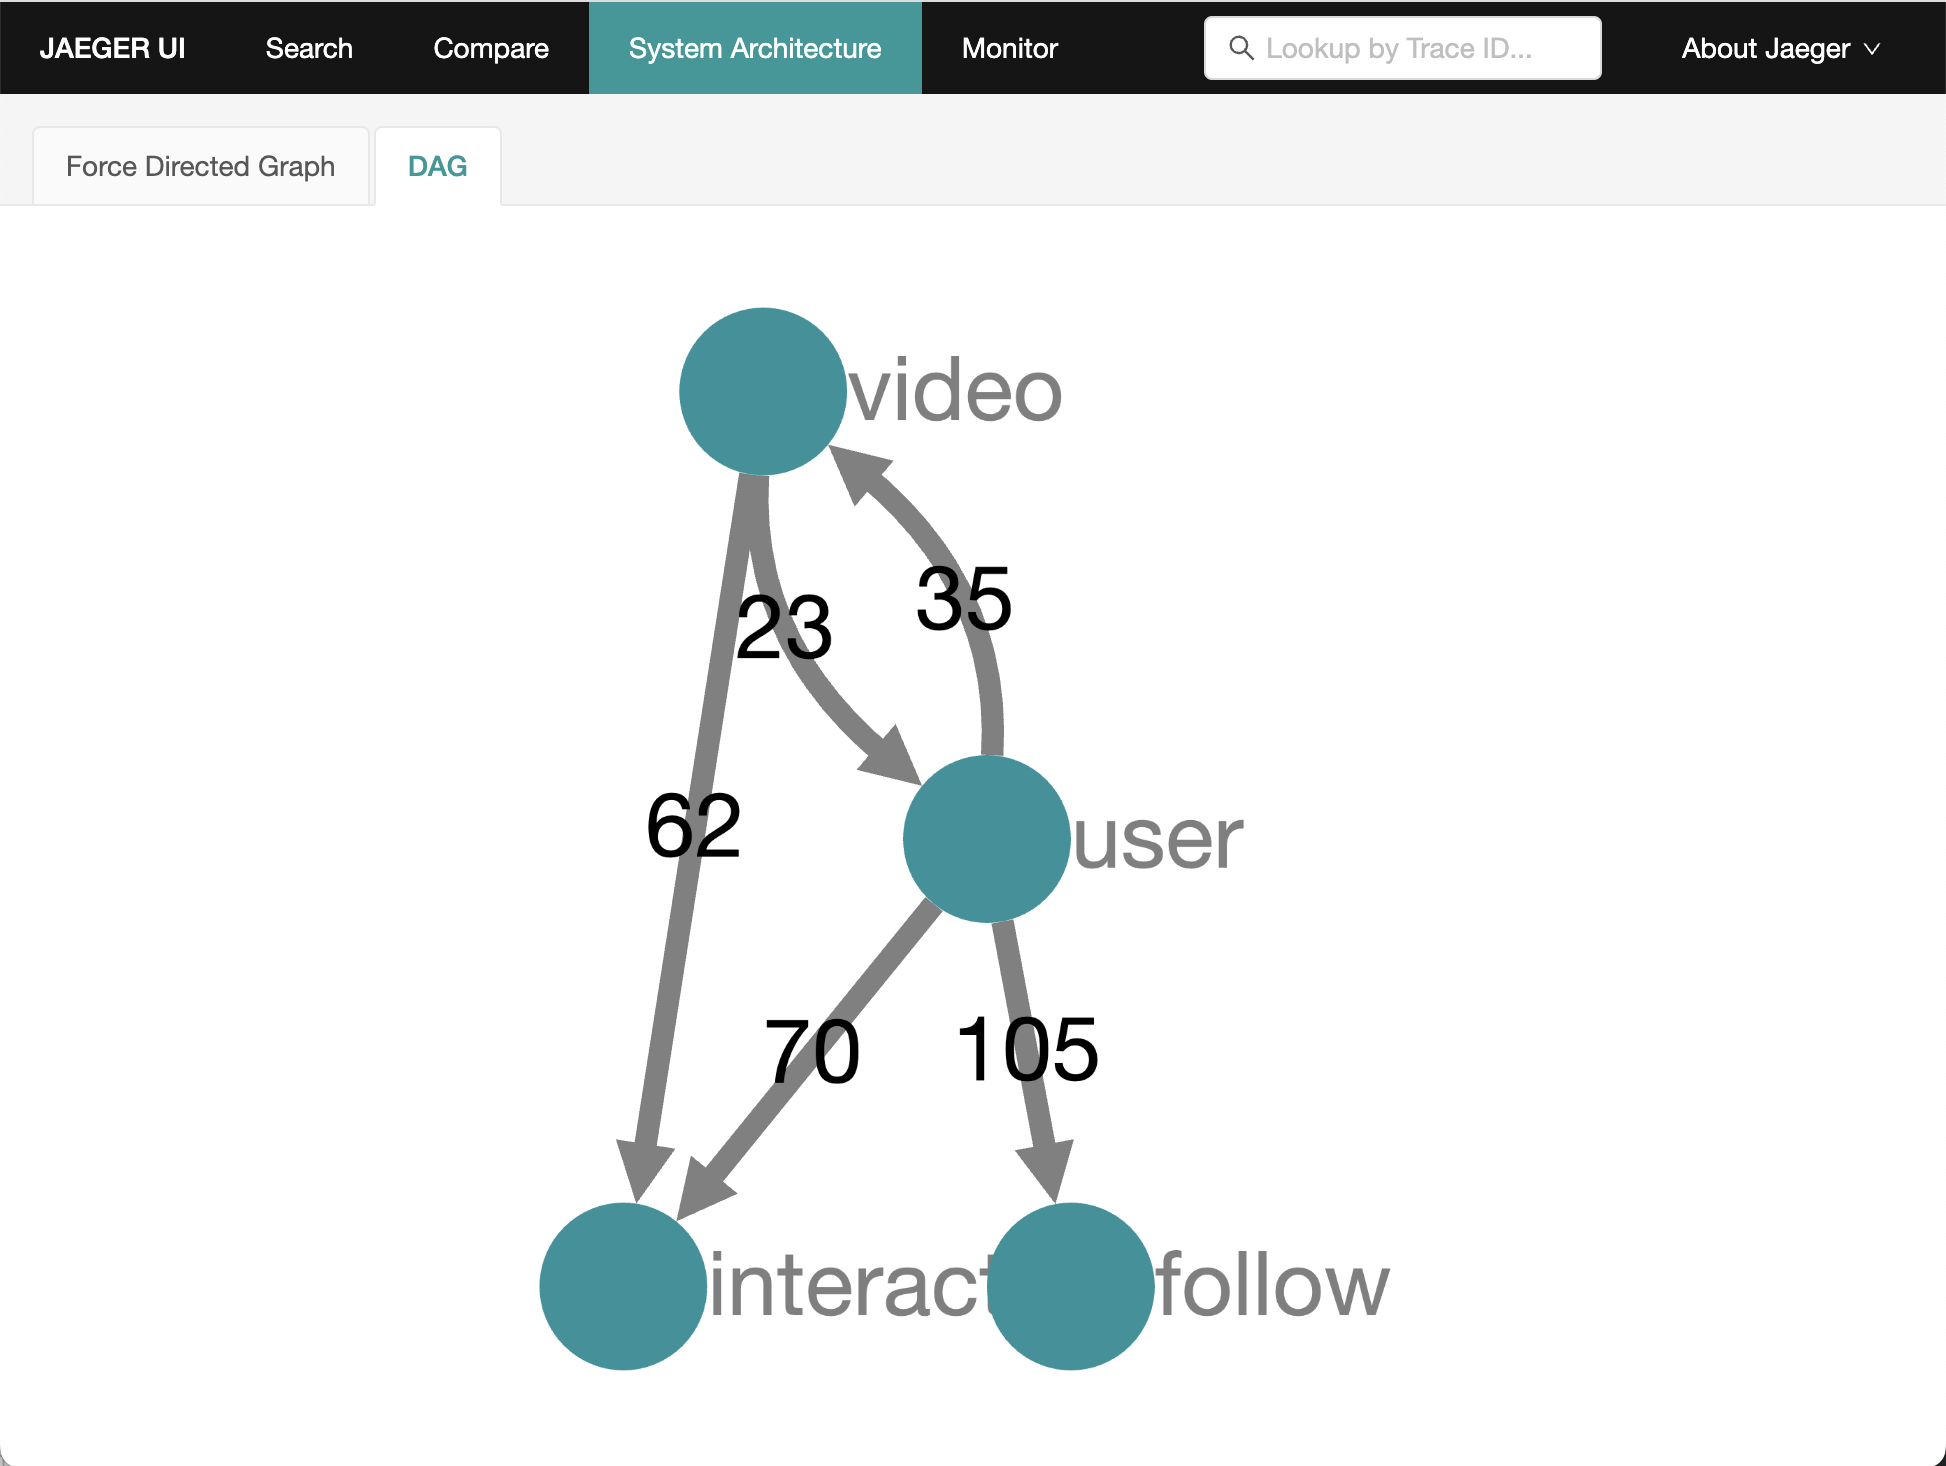 JAEGER UI Search Compare System Architecture Monitor Lookup by Trace ID... About Jaeger
Force Directed Graph DAG
video
35
23
62
user
70
105
interact
follow